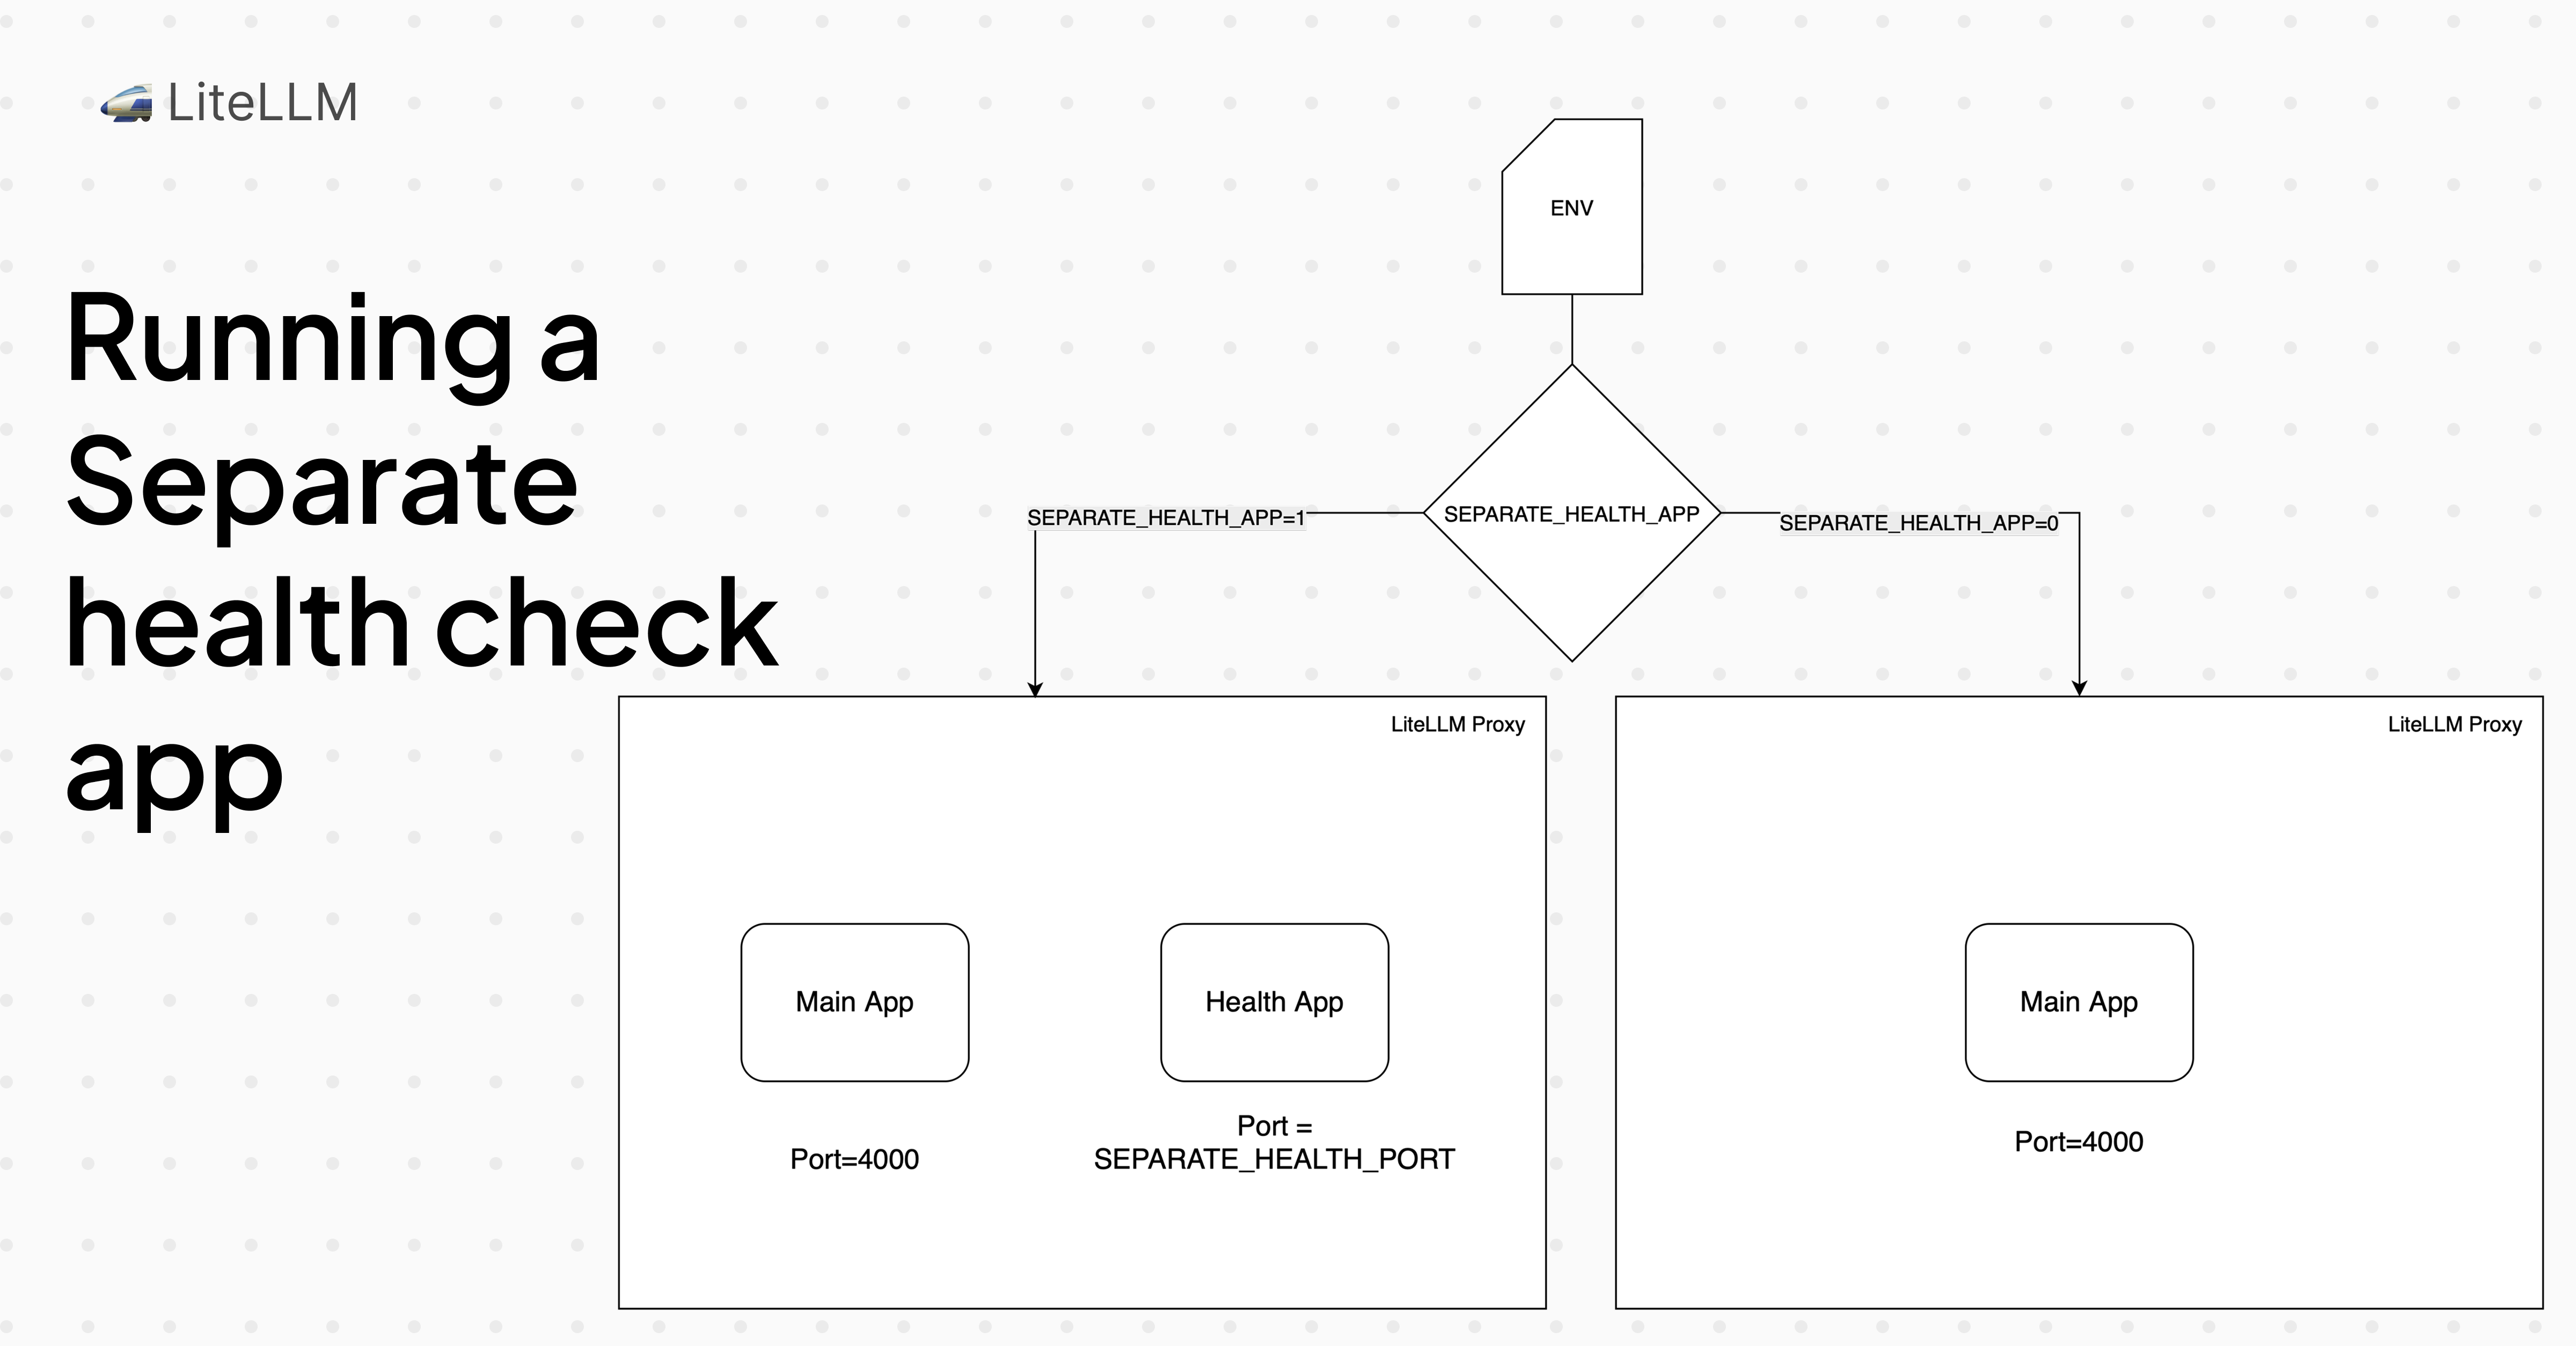 LiteLLM
Running a
Separate
health check
app
ENV
SEPARATE_HEALTH_APP
SEPARATE_HEALTH_APP=1
SEPARATE_HEALTH_APP=0
LiteLLM Proxy
Main App
Port=4000
Health App
Port =
SEPARATE_HEALTH_PORT
LiteLLM Proxy
Main App
Port=4000